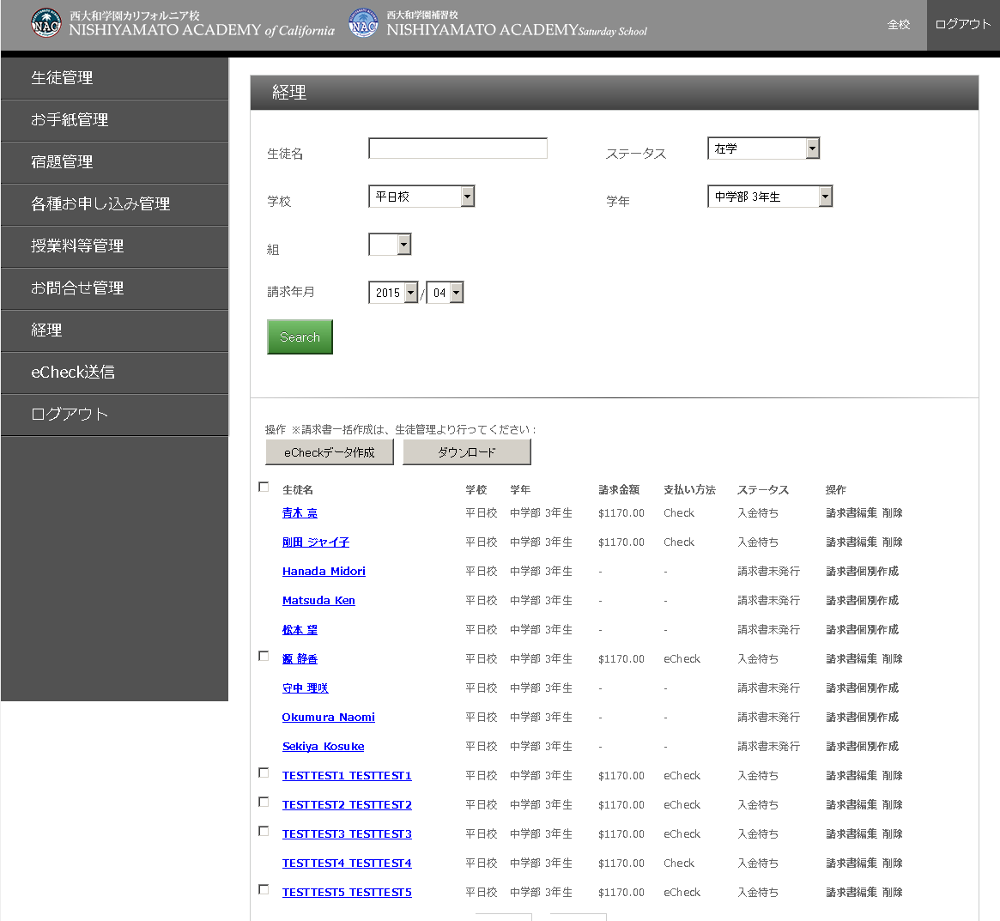 西大和学園カリフォルニア校
NISHIYAMATO ACADEMY of California
西大和学園補習校
NISHIYAMATO ACADEMY Saturday School
全校
ログアウト
生徒管理
お手紙管理
宿題管理
各種お申し込み管理
授業料等管理
お問合せ管理
経理
eCheck送信
ログアウト
経理
生徒名
ステータス 在学
学校 平日校
学年 中学部 3年生
組
請求年月 2015 / 04
Search
操作 ※請求書一括作成は、生徒管理より行ってください:
eCheckデータ作成 ダウンロード
生徒名 学校 学年 請求金額 支払い方法 ステータス 操作
青木 亮 平日校 中学部 3年生 $1170.00 Check 入金待ち 請求書編集 削除
剛田 ジャイ子 平日校 中学部 3年生 $1170.00 Check 入金待ち 請求書編集 削除
Hanada Midori 平日校 中学部 3年生 - - 請求書未発行 請求書個別作成
Matsuda Ken 平日校 中学部 3年生 - - 請求書未発行 請求書個別作成
松本 望 平日校 中学部 3年生 - - 請求書未発行 請求書個別作成
源 静香 平日校 中学部 3年生 $1170.00 eCheck 入金待ち 請求書編集 削除
守中 理咲 平日校 中学部 3年生 - - 請求書未発行 請求書個別作成
Okumura Naomi 平日校 中学部 3年生 - - 請求書未発行 請求書個別作成
Sekiya Kosuke 平日校 中学部 3年生 - - 請求書未発行 請求書個別作成
TESTTEST1 TESTTEST1 平日校 中学部 3年生 $1170.00 eCheck 入金待ち 請求書編集 削除
TESTTEST2 TESTTEST2 平日校 中学部 3年生 $1170.00 eCheck 入金待ち 請求書編集 削除
TESTTEST3 TESTTEST3 平日校 中学部 3年生 $1170.00 eCheck 入金待ち 請求書編集 削除
TESTTEST4 TESTTEST4 平日校 中学部 3年生 $1170.00 Check 入金待ち 請求書編集 削除
TESTTEST5 TESTTEST5 平日校 中学部 3年生 $1170.00 eCheck 入金待ち 請求書編集 削除